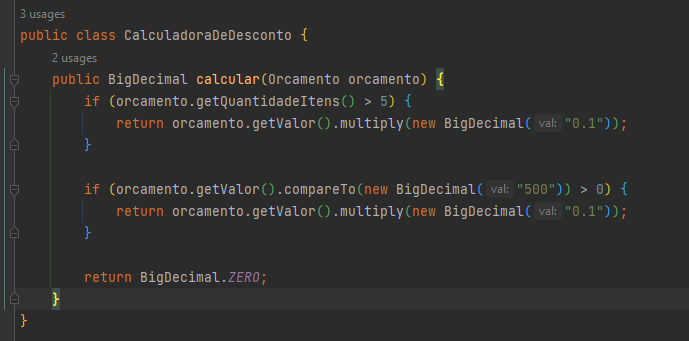 3 usages
public class CalculadoraDeDesconto {
2 usages
public BigDecimal calcular(Orcamento orcamento) {
if (orcamento.getQuantidadeItens() > 5) {
return orcamento.getValor().multiply(new BigDecimal( val: "0.1"));
}
if (orcamento.getValor().compareTo(new BigDecimal( val: "500")) > 0) {
return orcamento.getValor().multiply(new BigDecimal( val: "0.1"));
}
return BigDecimal.ZERO;
}
}